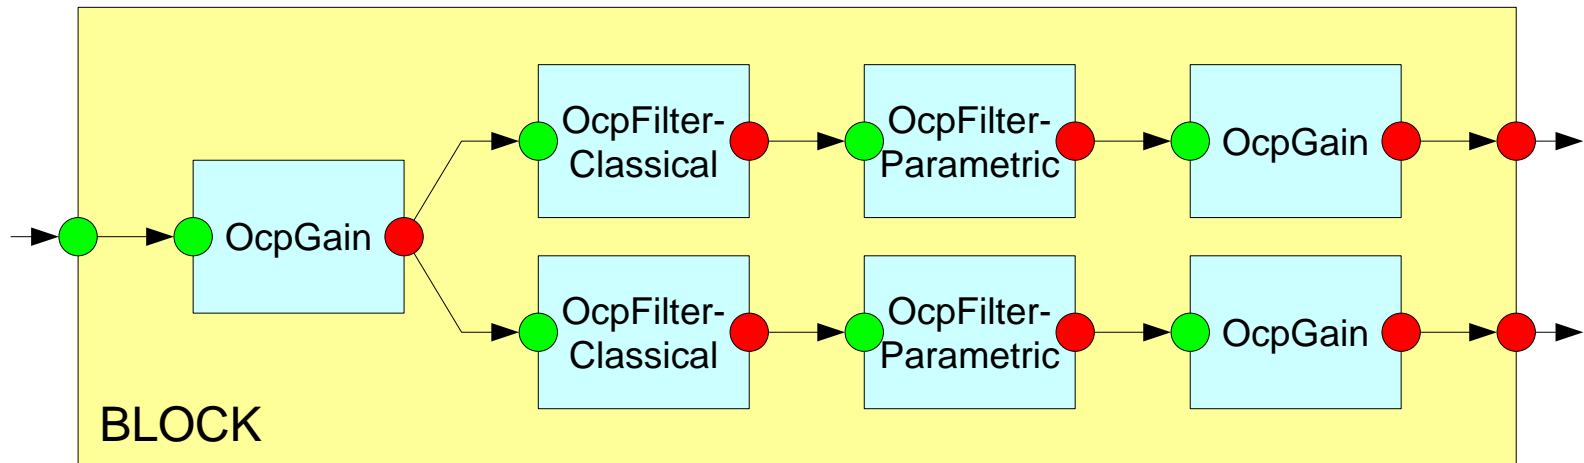 OcpGain
OcpFilter-
Classical
OcpFilter-
Parametric
OcpGain
OcpFilter-
Classical
OcpFilter-
Parametric
OcpGain
BLOCK